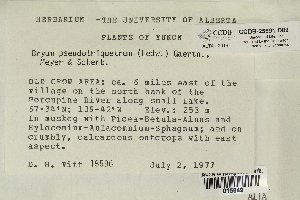 HERBARIUM - THE UNIVERSITY OF ALBERTA
PLANTS OF YUKON
Bryum pseudotriquetrum (Hedw.) Gaertn.,
Meyer & Scherb.
OLD CROW AREA: ca. 6 miles east of the
village on the north bank of the
Porcupine River along small lake.
67°34'N; 139°42'W Elev.: 253 m
In muskeg with Picea-Betula-Alnus and
Hylocomium-Aulacomnium-Sphagnum; and on
crumbly, calcareous outcrops with east
aspect.
D. H. Vitt 19596 July 2, 1977
ALTA